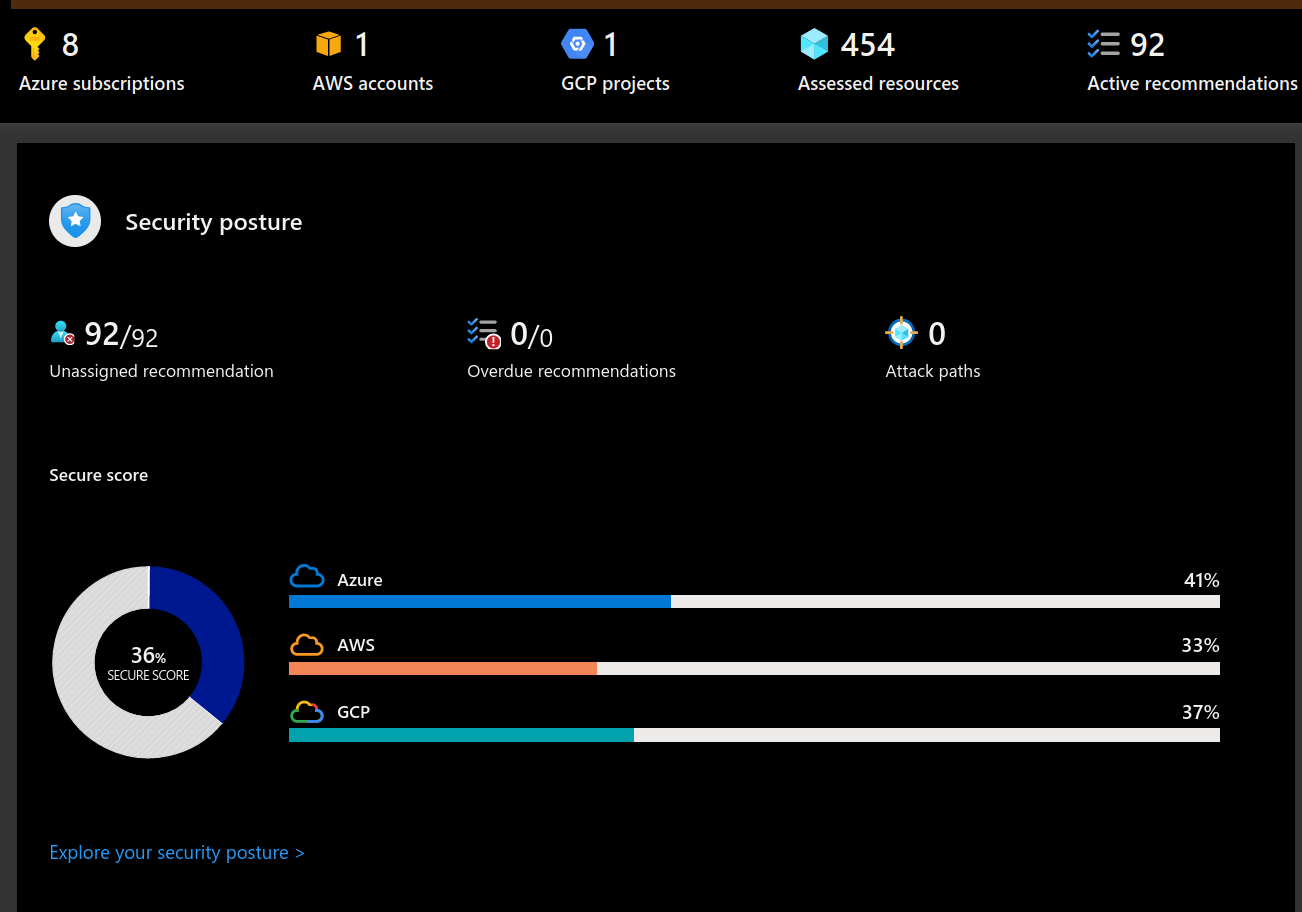 8 1 1 454 92
Azure subscriptions AWS accounts GCP projects Assessed resources Active recommendations
Security posture
92/92 0/0 0
Unassigned recommendation Overdue recommendations Attack paths
Secure score
Azure 41%
AWS 33%
36%
SECURE SCORE
GCP 37%
Explore your security posture >